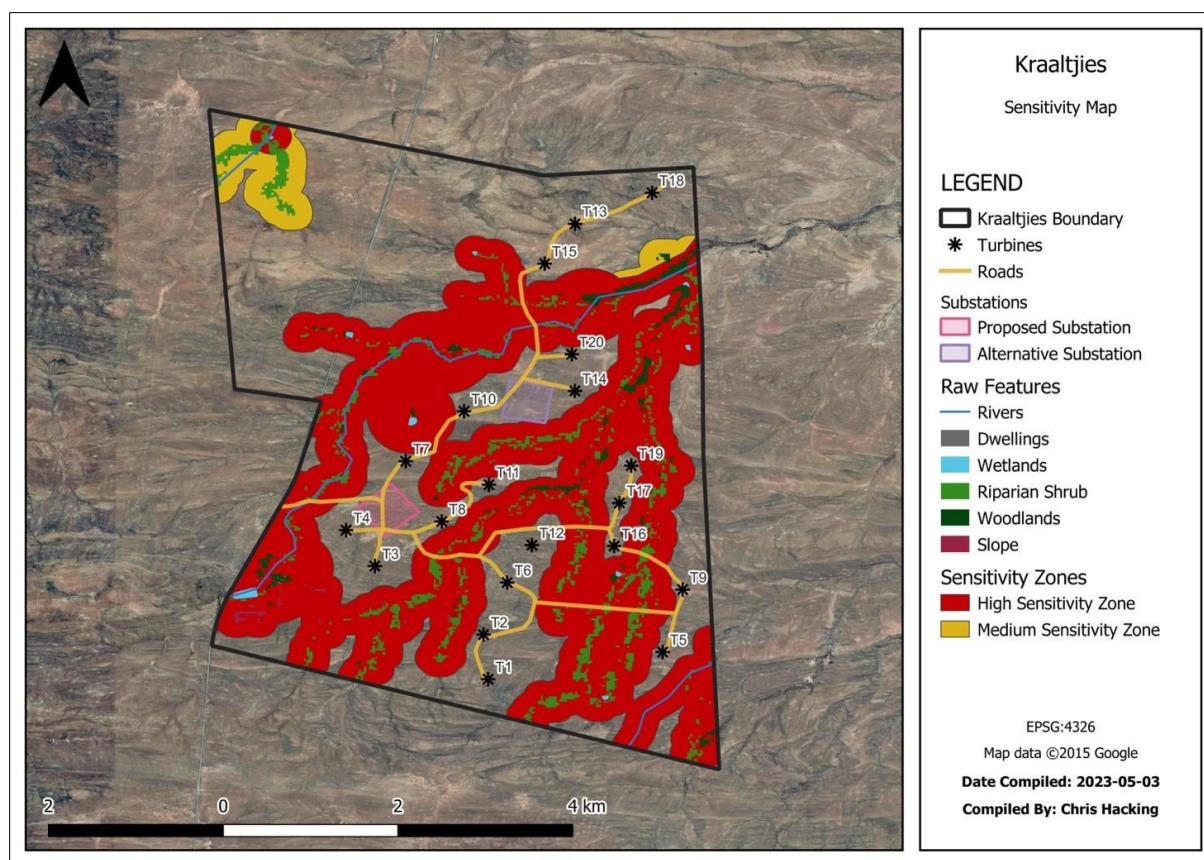 Kraaltjies
Sensitivity Map
LEGEND
Kraaltjies Boundary
Turbines
Roads
Substations
Proposed Substation
Alternative Substation
Raw Features
Rivers
Dwellings
Wetlands
Riparian Shrub
Woodlands
Slope
Sensitivity Zones
High Sensitivity Zone
Medium Sensitivity Zone
EPSG:4326
Map data ©2015 Google
Date Compiled: 2023-05-03
Compiled By: Chris Hacking
T18
T13
T15
T20
T14
T10
T7
T19
T11
T17
T8
T4
T12
T16
T3
T6
T9
T2
T5
T1
2 0 2 4 km